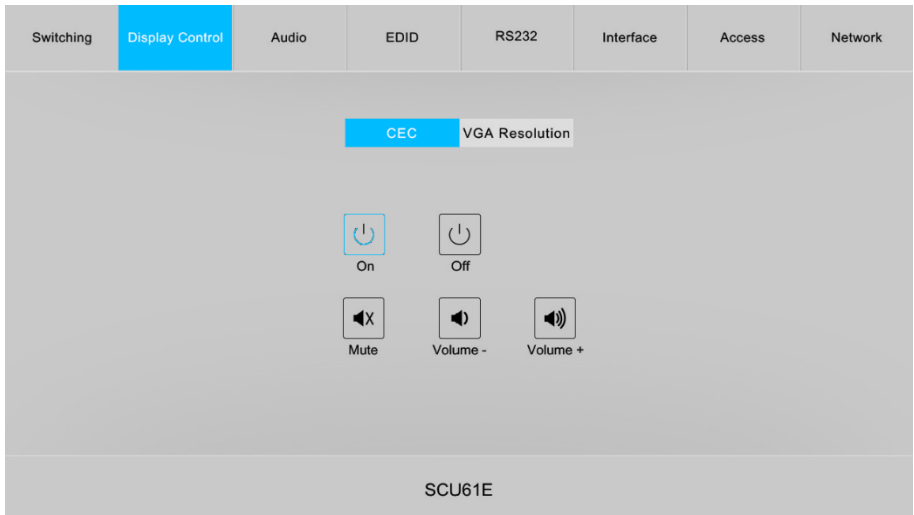 Switching Display Control Audio EDID RS232 Interface Access Network
CEC VGA Resolution
On Off
Mute Volume - Volume +
SCU61E